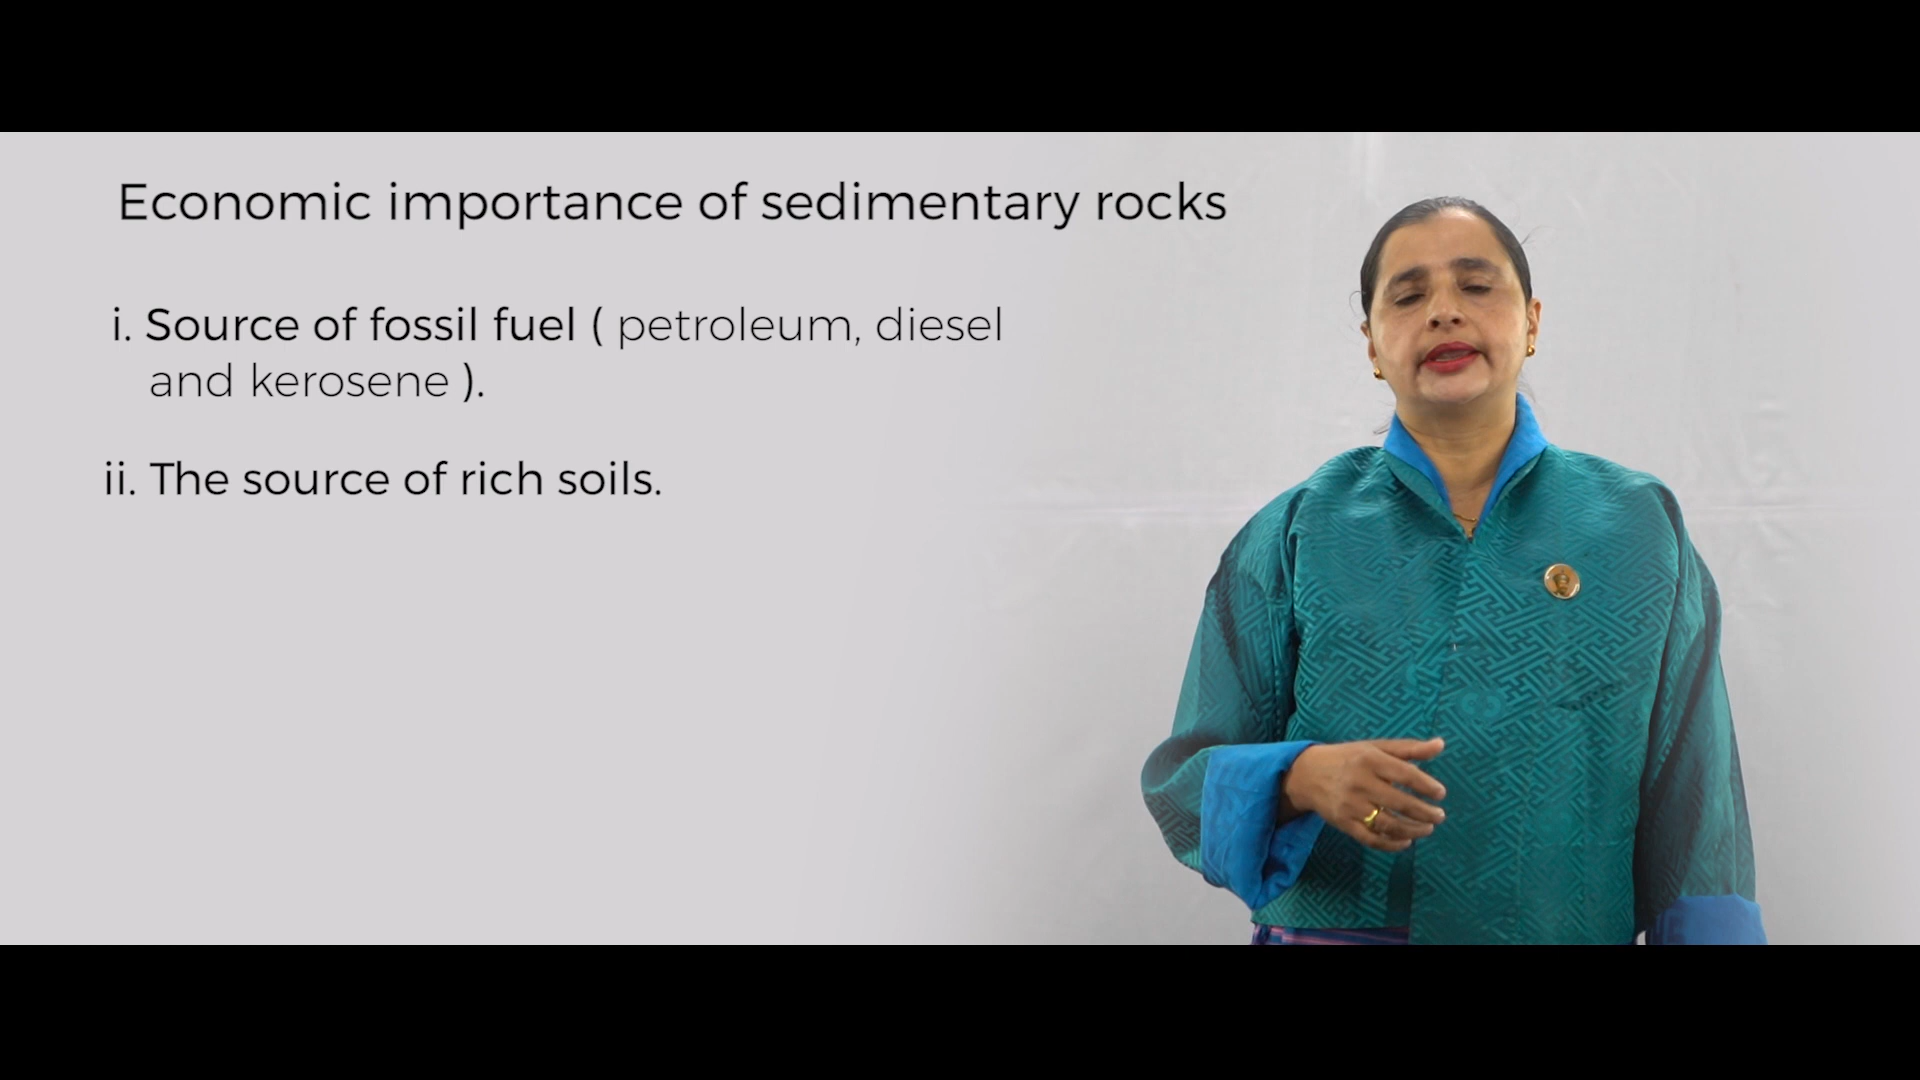 Economic importance of sedimentary rocks
i. Source of fossil fuel ( petroleum, diesel
and kerosene ).
ii. The source of rich soils.